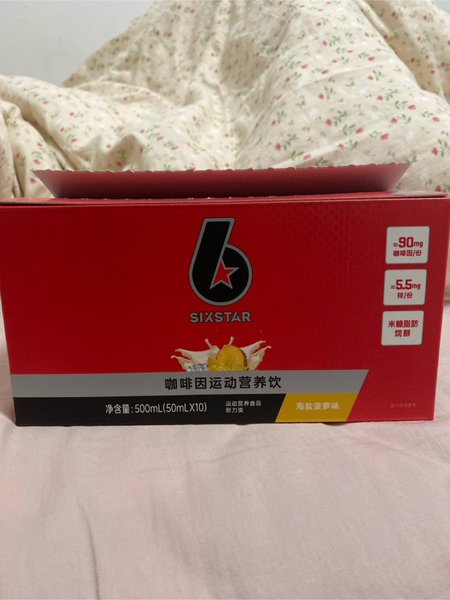 6
SIXSTAR
≈90mg
咖啡因/份
≈5.5mg
锌/份
米糠脂肪
烷醇
咖啡因运动营养饮
净含量: 500mL(50mLX10)
运动营养食品
耐力类
海盐菠萝味